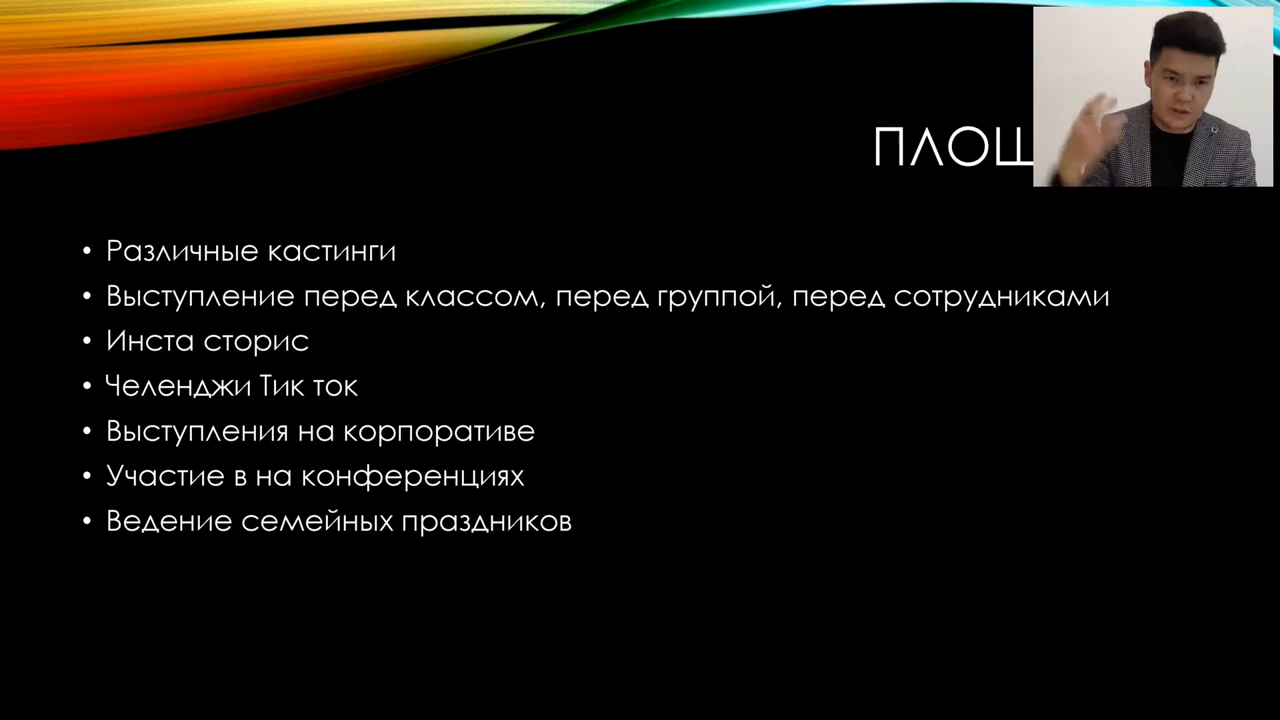 ПЛОЩ
• Различные кастинги
• Выступление перед классом, перед группой, перед сотрудниками
• Инста сторис
• Челенджи Тик ток
• Выступления на корпоративе
• Участие в на конференциях
• Ведение семейных праздников